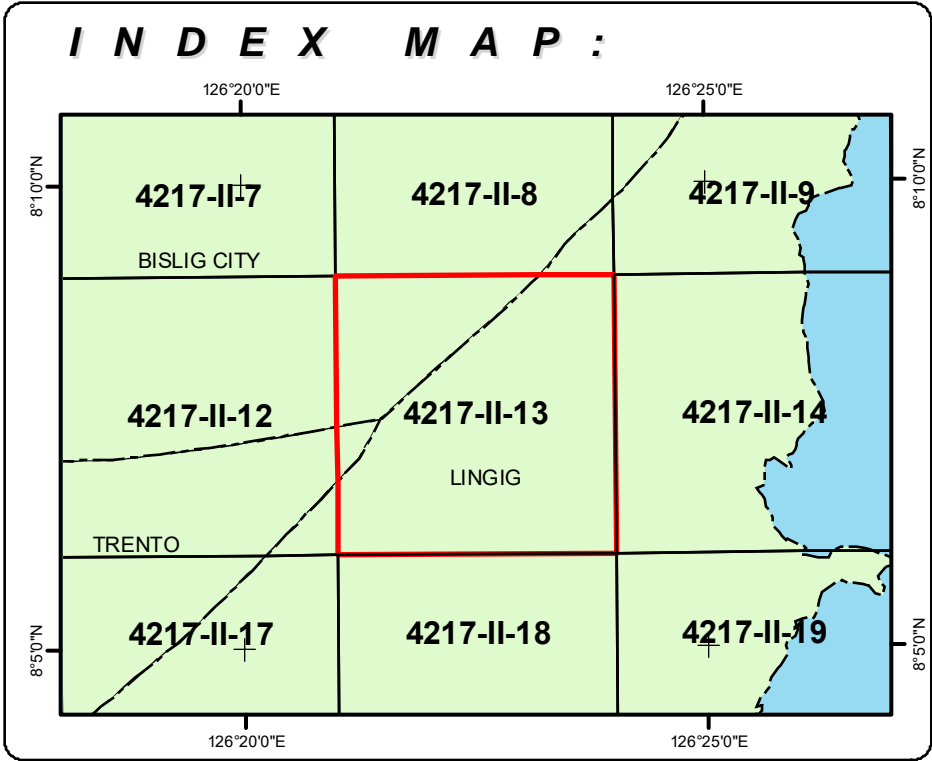 INDEX MAP:
126°20'0"E 126°25'0"E
8°10'0"N 8°10'0"N
4217-II-7 4217-II-8 4217-II-9
BISLIG CITY
4217-II-12 4217-II-13 4217-II-14
LINGIG
TRENTO
4217-II-17 4217-II-18 4217-II-19
8°5'0"N 8°5'0"N
126°20'0"E 126°25'0"E